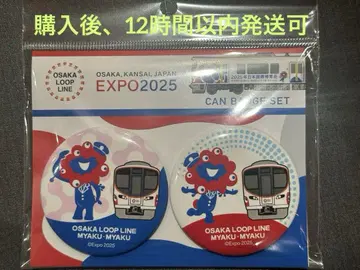 購入後、12時間以内発送可
OSAKA
LOOP
LINE
OSAKA, KANSAI, JAPAN
EXPO2025
CAN BADGE SET
OSAKA LOOP LINE
MYAKU-MYAKU
©Expo 2025
OSAKA LOOP LINE
MYAKU-MYAKU
©Expo 2025